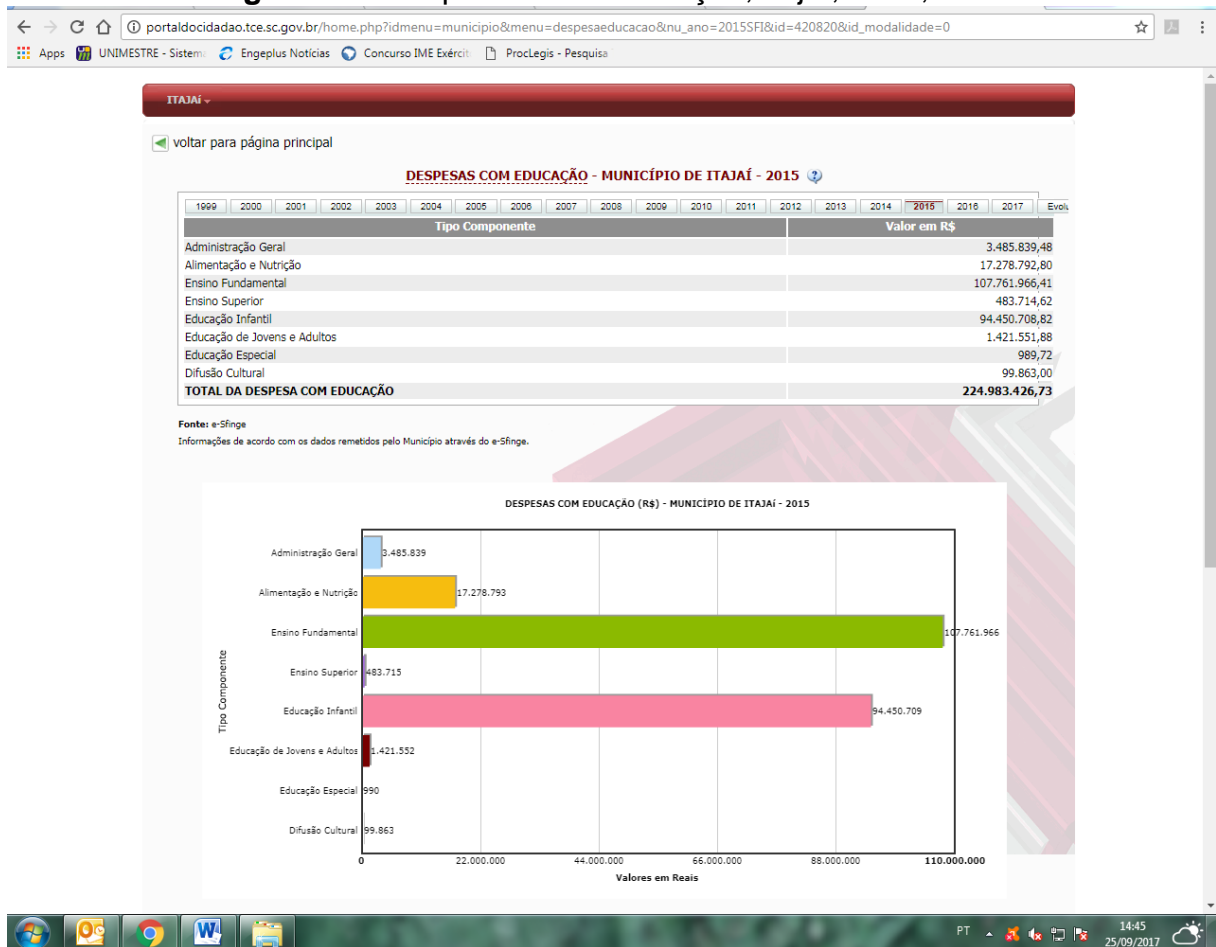 portaldocidadao.tce.sc.gov.br/home.php?idmenu=municipio&menu=despesaeducacao&nu_ano=2015SFI&id=420820&id_modalidade=0
Apps UNIMESTRE - Sistem Engeplus Notícias Concurso IME Exércit ProcLegis - Pesquisa
ITAJAí
voltar para página principal
DESPESAS COM EDUCAÇÃO - MUNICÍPIO DE ITAJAÍ - 2015
1999 2000 2001 2002 2003 2004 2005 2006 2007 2008 2009 2010 2011 2012 2013 2014 2015 2016 2017 Evolu
Tipo Componente Valor em R$
Administração Geral 3.485.839,48
Alimentação e Nutrição 17.278.792,80
Ensino Fundamental 107.761.966,41
Ensino Superior 483.714,62
Educação Infantil 94.450.708,82
Educação de Jovens e Adultos 1.421.551,88
Educação Especial 989,72
Difusão Cultural 99.863,00
TOTAL DA DESPESA COM EDUCAÇÃO 224.983.426,73
Fonte: e-Sfinge
Informações de acordo com os dados remetidos pelo Município através do e-Sfinge.
DESPESAS COM EDUCAÇÃO (R$) - MUNICÍPIO DE ITAJAí - 2015
Tipo Componente
Administração Geral 3.485.839
Alimentação e Nutrição 17.278.793
Ensino Fundamental 107.761.966
Ensino Superior 483.715
Educação Infantil 94.450.709
Educação de Jovens e Adultos 1.421.552
Educação Especial 990
Difusão Cultural 99.863
0 22.000.000 44.000.000 66.000.000 88.000.000 110.000.000
Valores em Reais
PT 14:45
25/09/2017